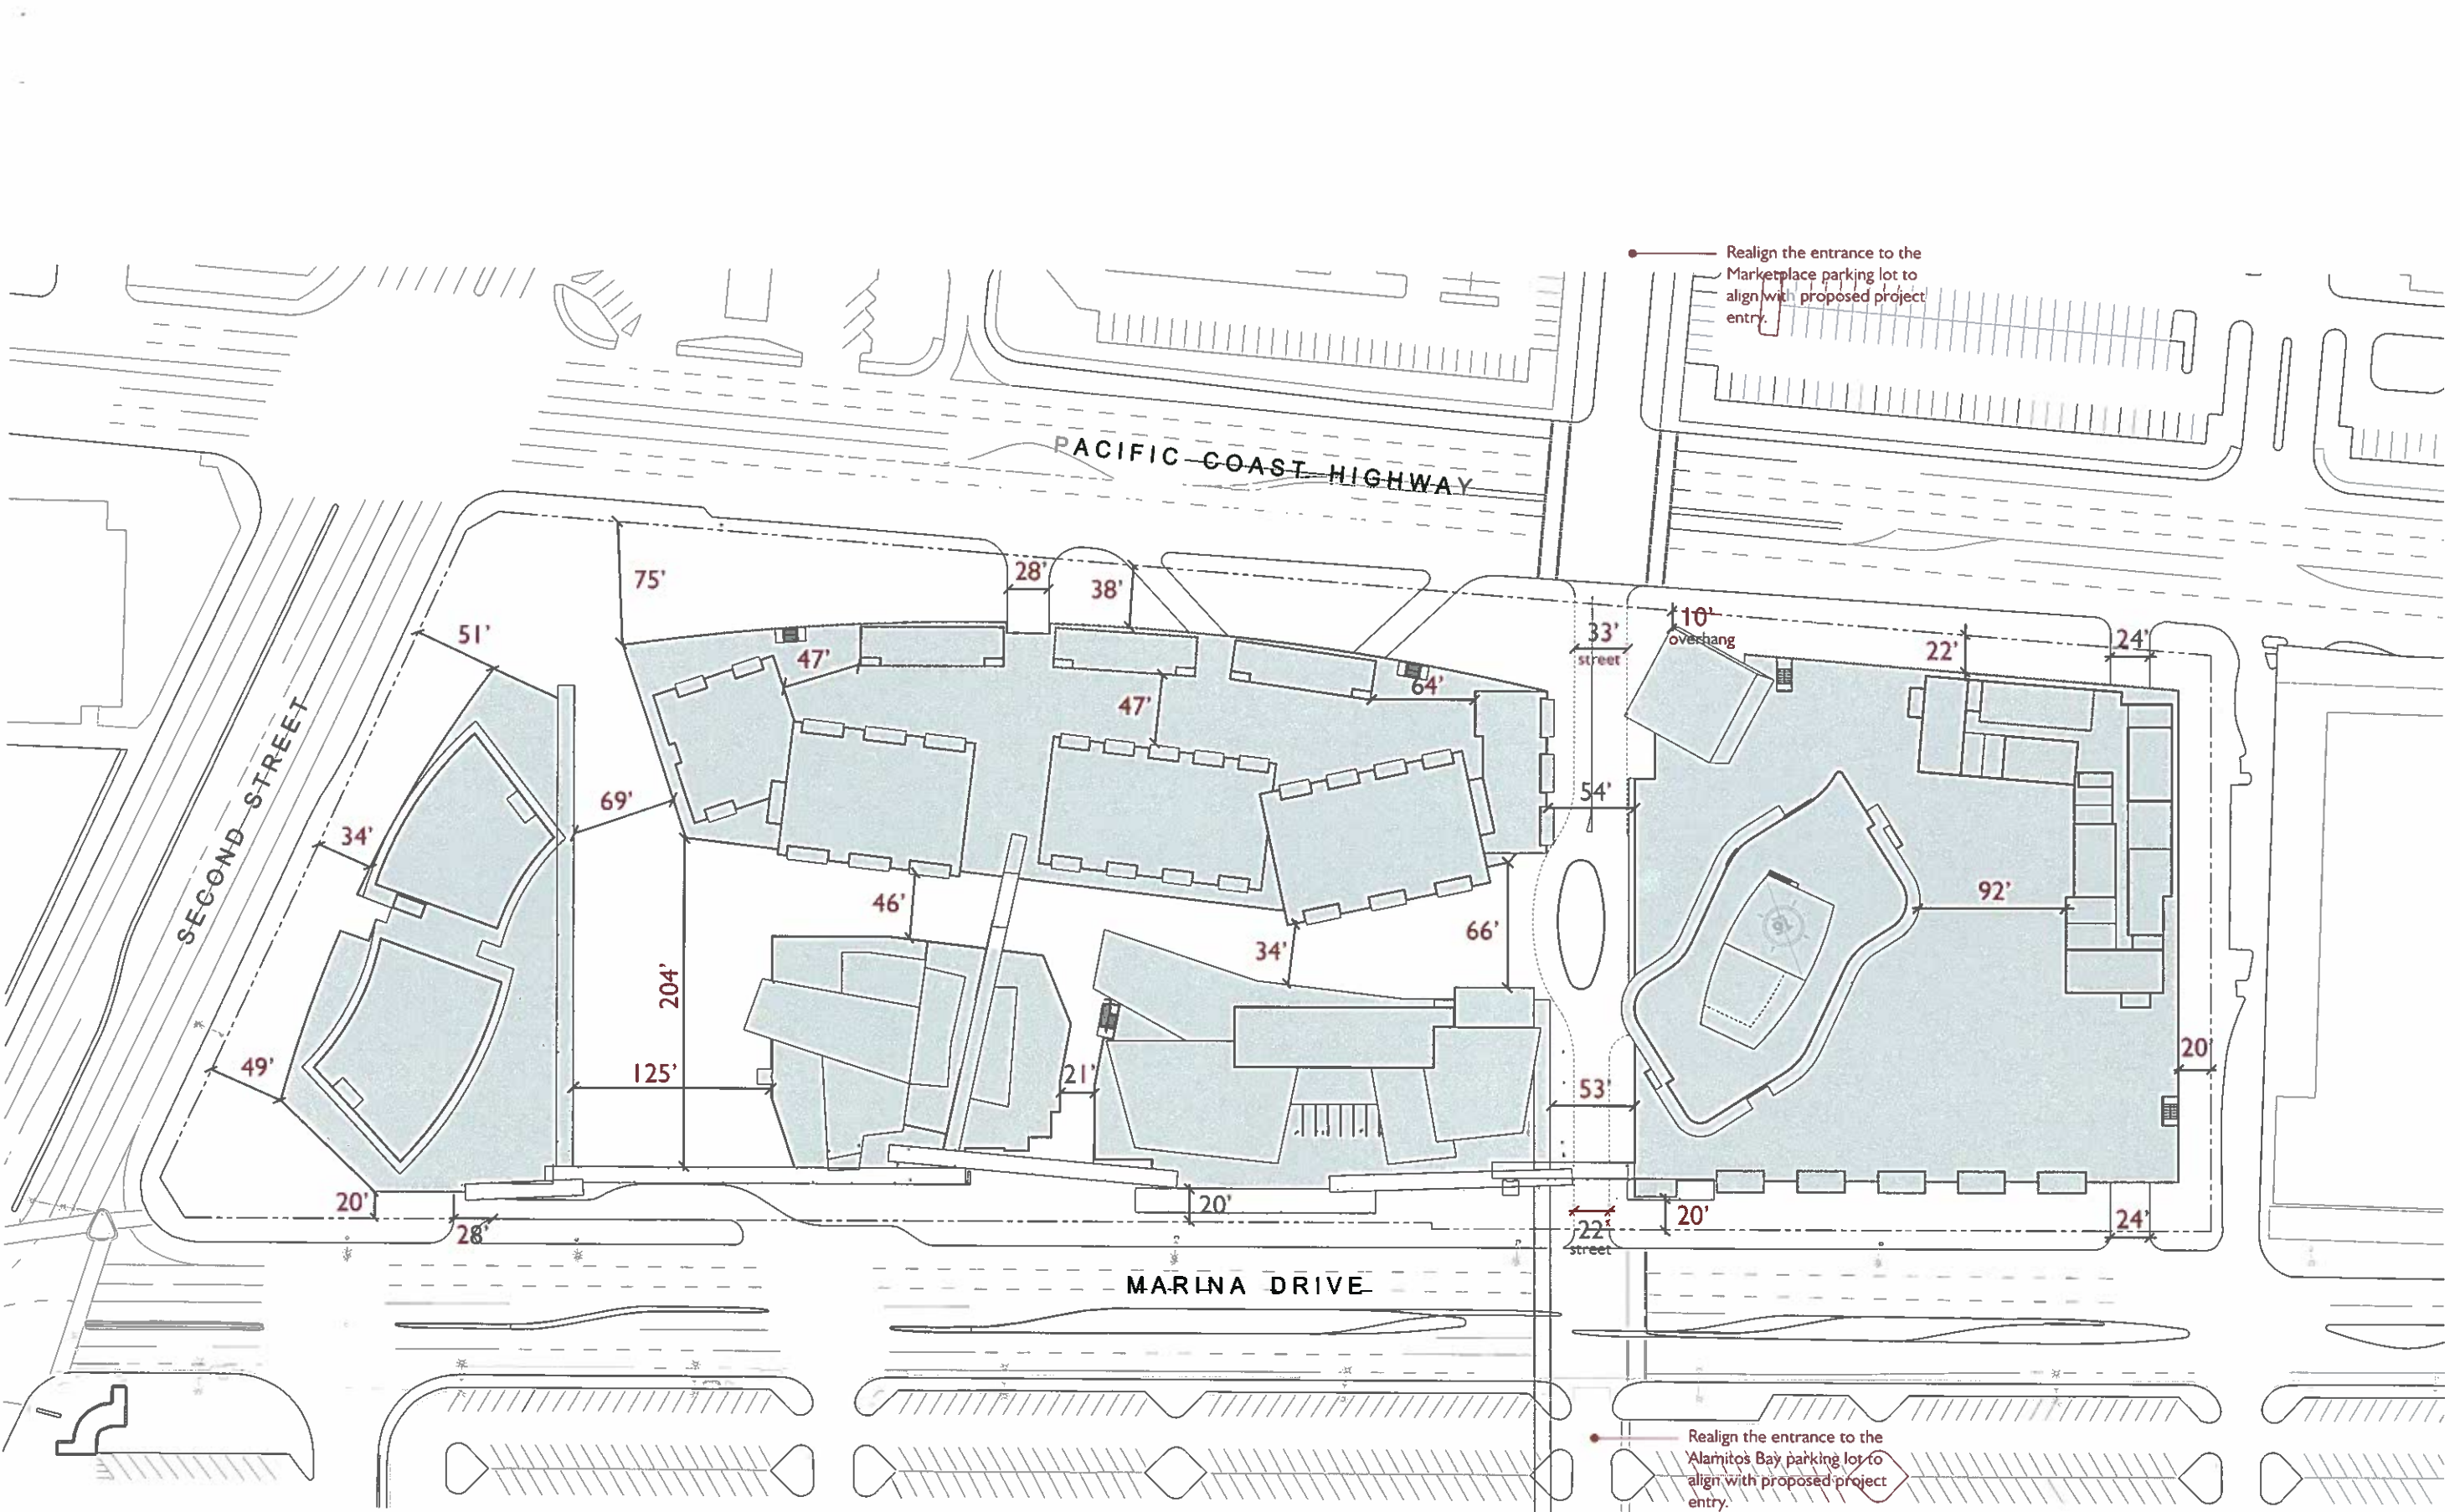 Realign the entrance to the
Marketplace parking lot to
align with proposed project
entry.
PACIFIC COAST HIGHWAY
75'
28'
38'
51'
10'
overhang
33'
street
22'
24'
47'
64'
47'
SECOND STREET
69'
54'
34'
46'
92'
34'
66'
204'
49'
125'
21'
53'
20'
20'
28'
20'
22'
street
20'
24'
MARINA DRIVE
Realign the entrance to the
Alamitos Bay parking lot to
align with proposed project
entry.